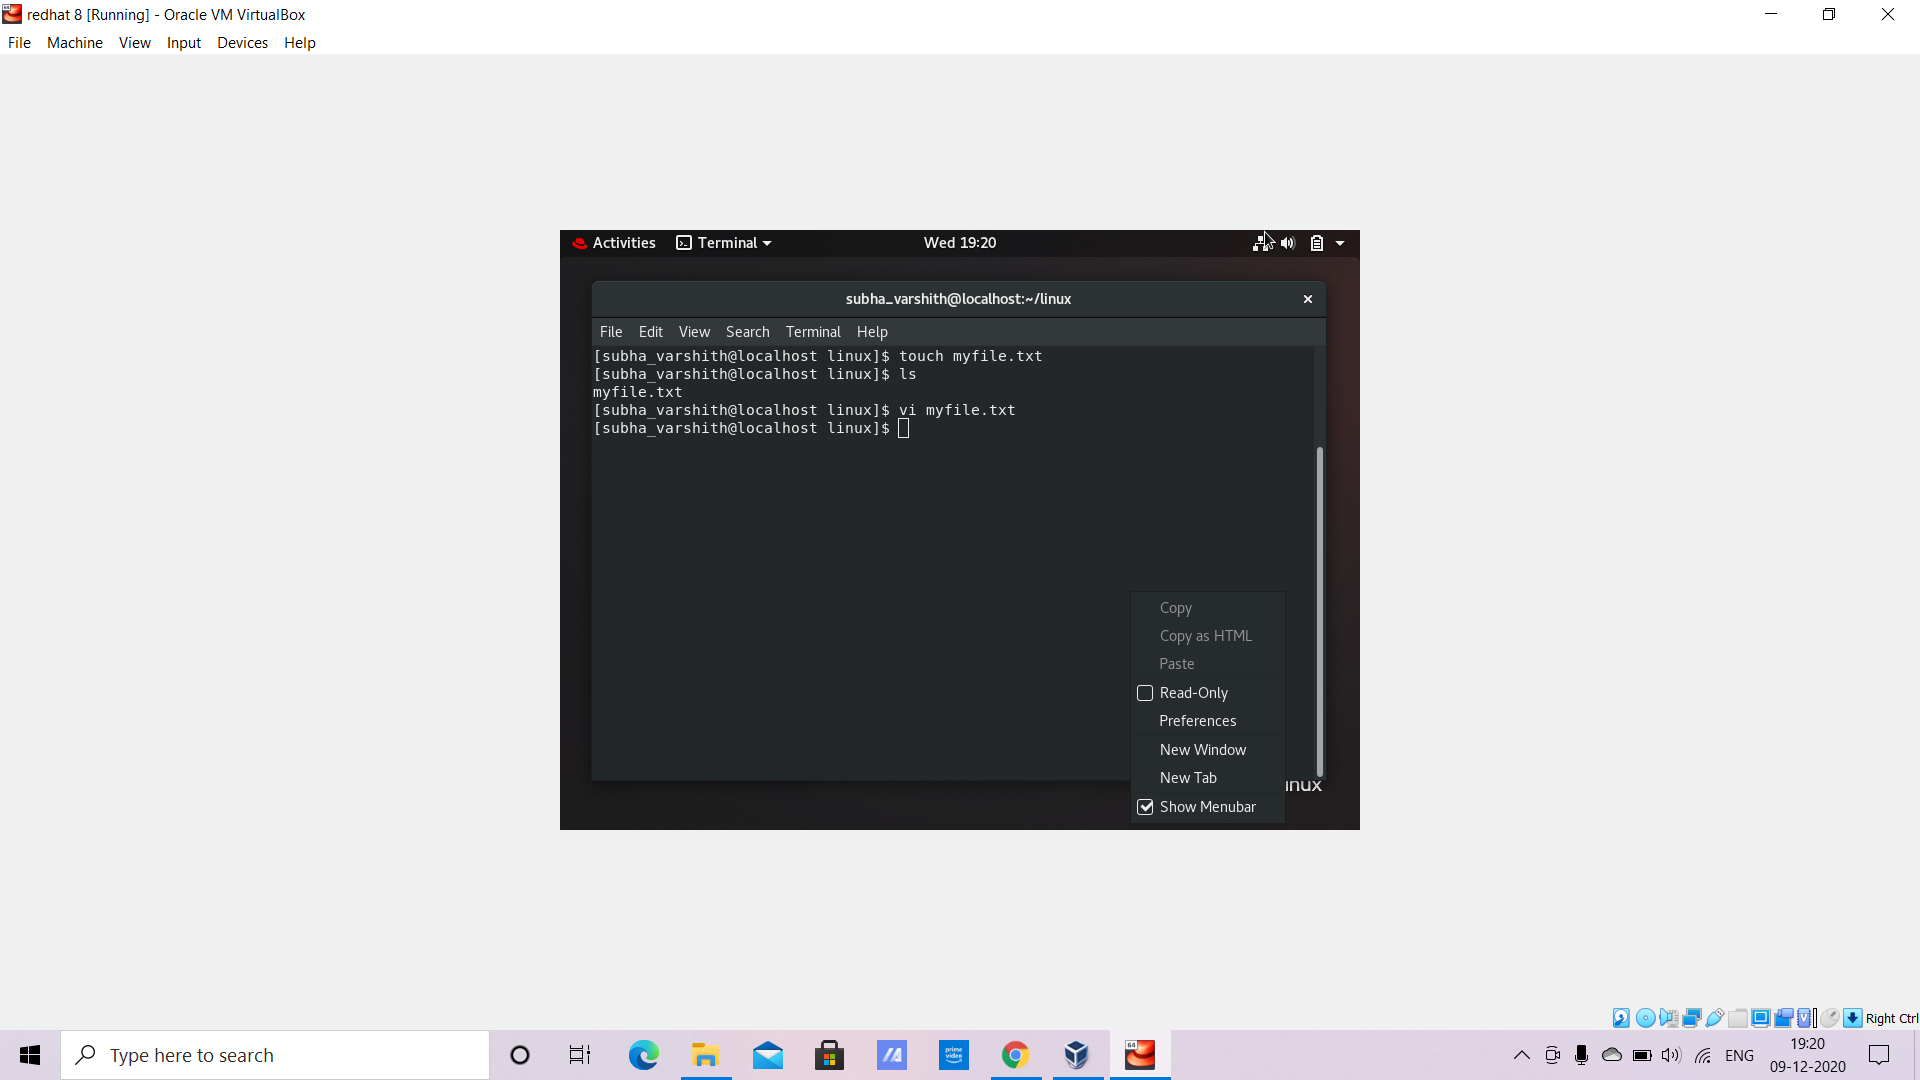 redhat 8 [Running] - Oracle VM VirtualBox
File Machine View Input Devices Help
Activities Terminal Wed 19:20
subha_varshith@localhost:~/linux
File Edit View Search Terminal Help
[subha_varshith@localhost linux]$ touch myfile.txt
[subha_varshith@localhost linux]$ ls
myfile.txt
[subha_varshith@localhost linux]$ vi myfile.txt
[subha_varshith@localhost linux]$
Copy
Copy as HTML
Paste
Read-Only
Preferences
New Window
New Tab
inux
Show Menubar
Right Ctrl
Type here to search
prime video
64
ENG
19:20
09-12-2020